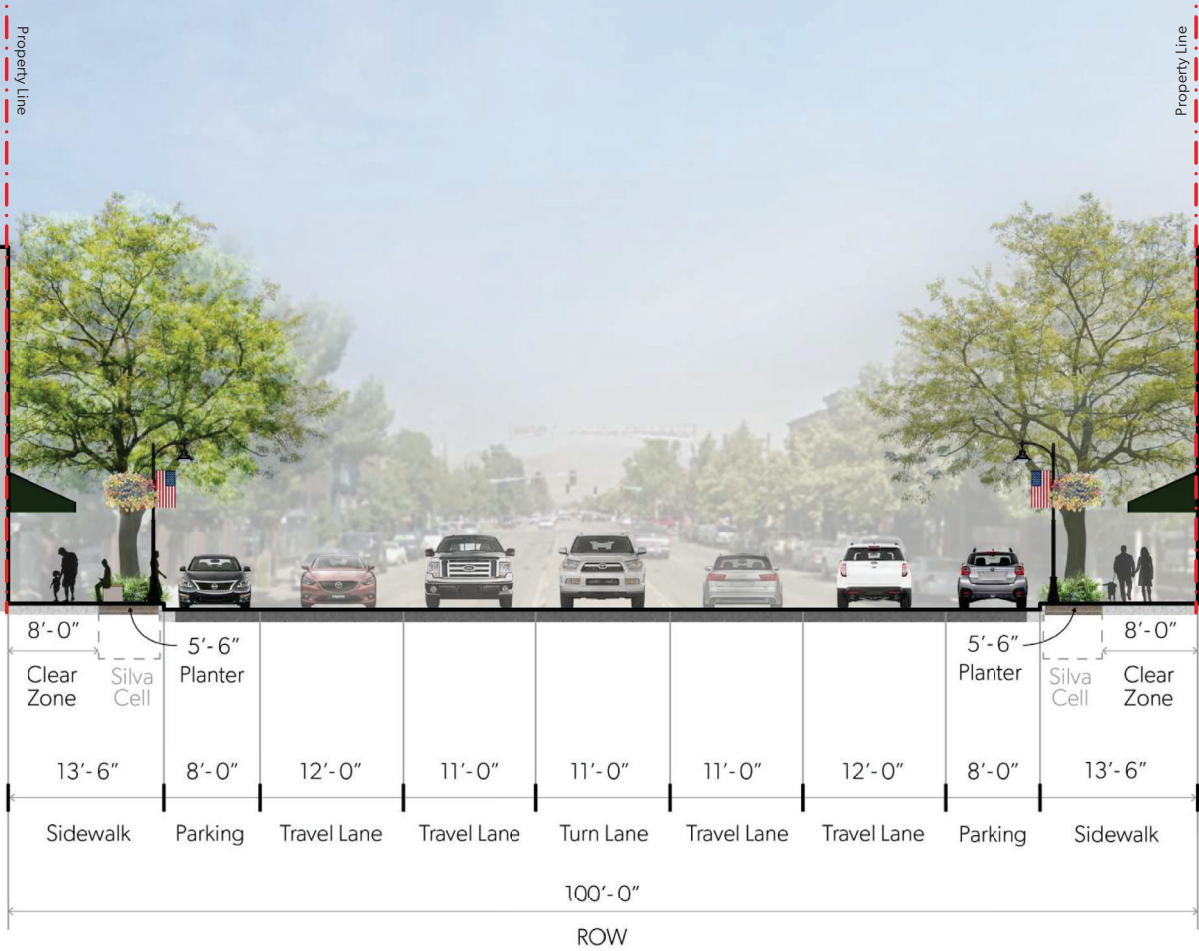 Property Line
Property Line
8'-0"
Clear
Zone
Silva
Cell
5'-6"
Planter
5'-6"
Planter
Silva
Cell
8'-0"
Clear
Zone
13'-6"
8'-0"
12'-0"
11'-0"
11'-0"
11'-0"
12'-0"
8'-0"
13'-6"
Sidewalk
Parking
Travel Lane
Travel Lane
Turn Lane
Travel Lane
Travel Lane
Parking
Sidewalk
100'-0"
ROW